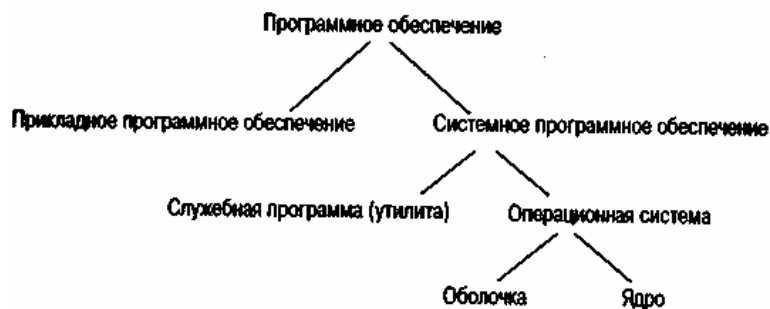 Программное обеспечение
Прикладное программное обеспечение
Системное программное обеспечение
Служебная программа (утилита)
Операционная система
Оболочка
Ядро